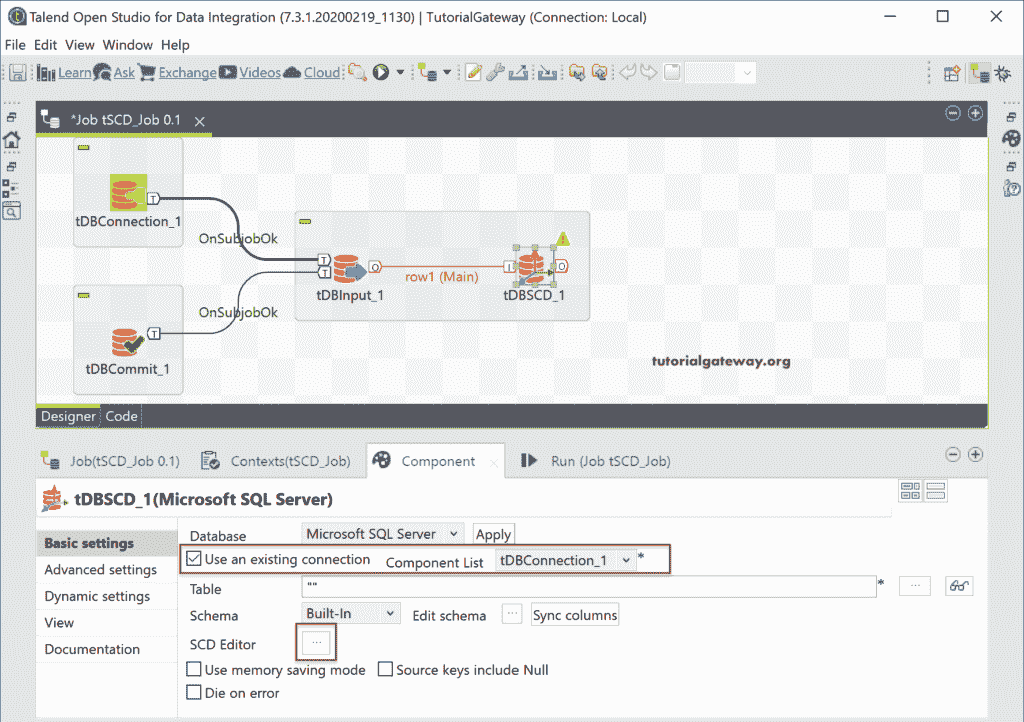 Talend Open Studio for Data Integration (7.3.1.20200219_1130) | TutorialGateway (Connection: Local)
File Edit View Window Help
Learn Ask Exchange Videos Cloud
*Job tSCD_Job 0.1
T
tDBConnection_1
OnSubjobOk
T
T
O
row1 (Main)
I
O
tDBInput_1
tDBSCD_1
OnSubjobOk
T
tDBCommit_1
tutorialgateway.org
Designer Code
Job(tSCD_Job 0.1) Contexts(tSCD_Job) Component Run (Job tSCD_Job)
tDBSCD_1(Microsoft SQL Server)
Basic settings
Advanced settings
Dynamic settings
View
Documentation
Database Microsoft SQL Server Apply
Use an existing connection Component List tDBConnection_1 *
Table "" * ...
Schema Built-In Edit schema ... Sync columns
SCD Editor ...
Use memory saving mode Source keys include Null
Die on error